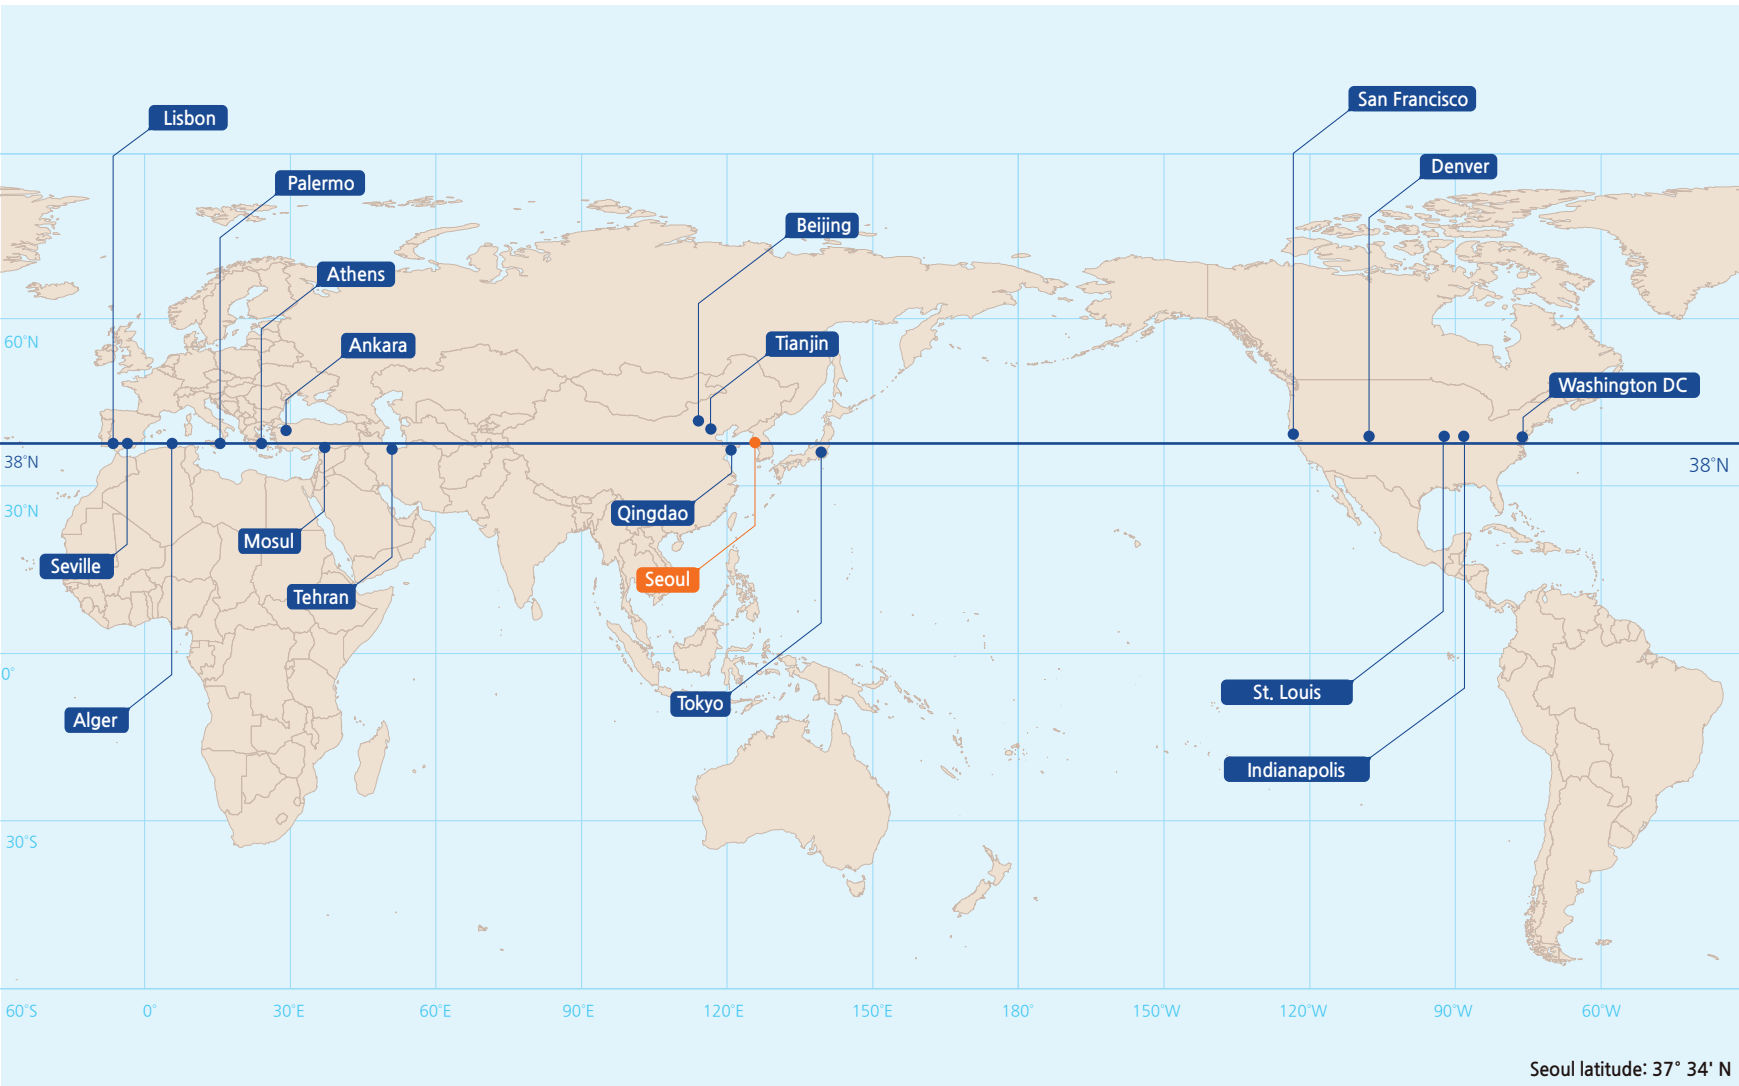 San Francisco
Lisbon
Denver
Palermo
Beijing
Athens
60°N
Ankara
Tianjin
Washington DC
38°N
38°N
30°N
Qingdao
Mosul
Seville
Seoul
Tehran
0°
St. Louis
Tokyo
Alger
Indianapolis
30°S
60°S
0°
30°E
60°E
90°E
120°E
150°E
180°
150°W
120°W
90°W
60°W
Seoul latitude: 37° 34' N